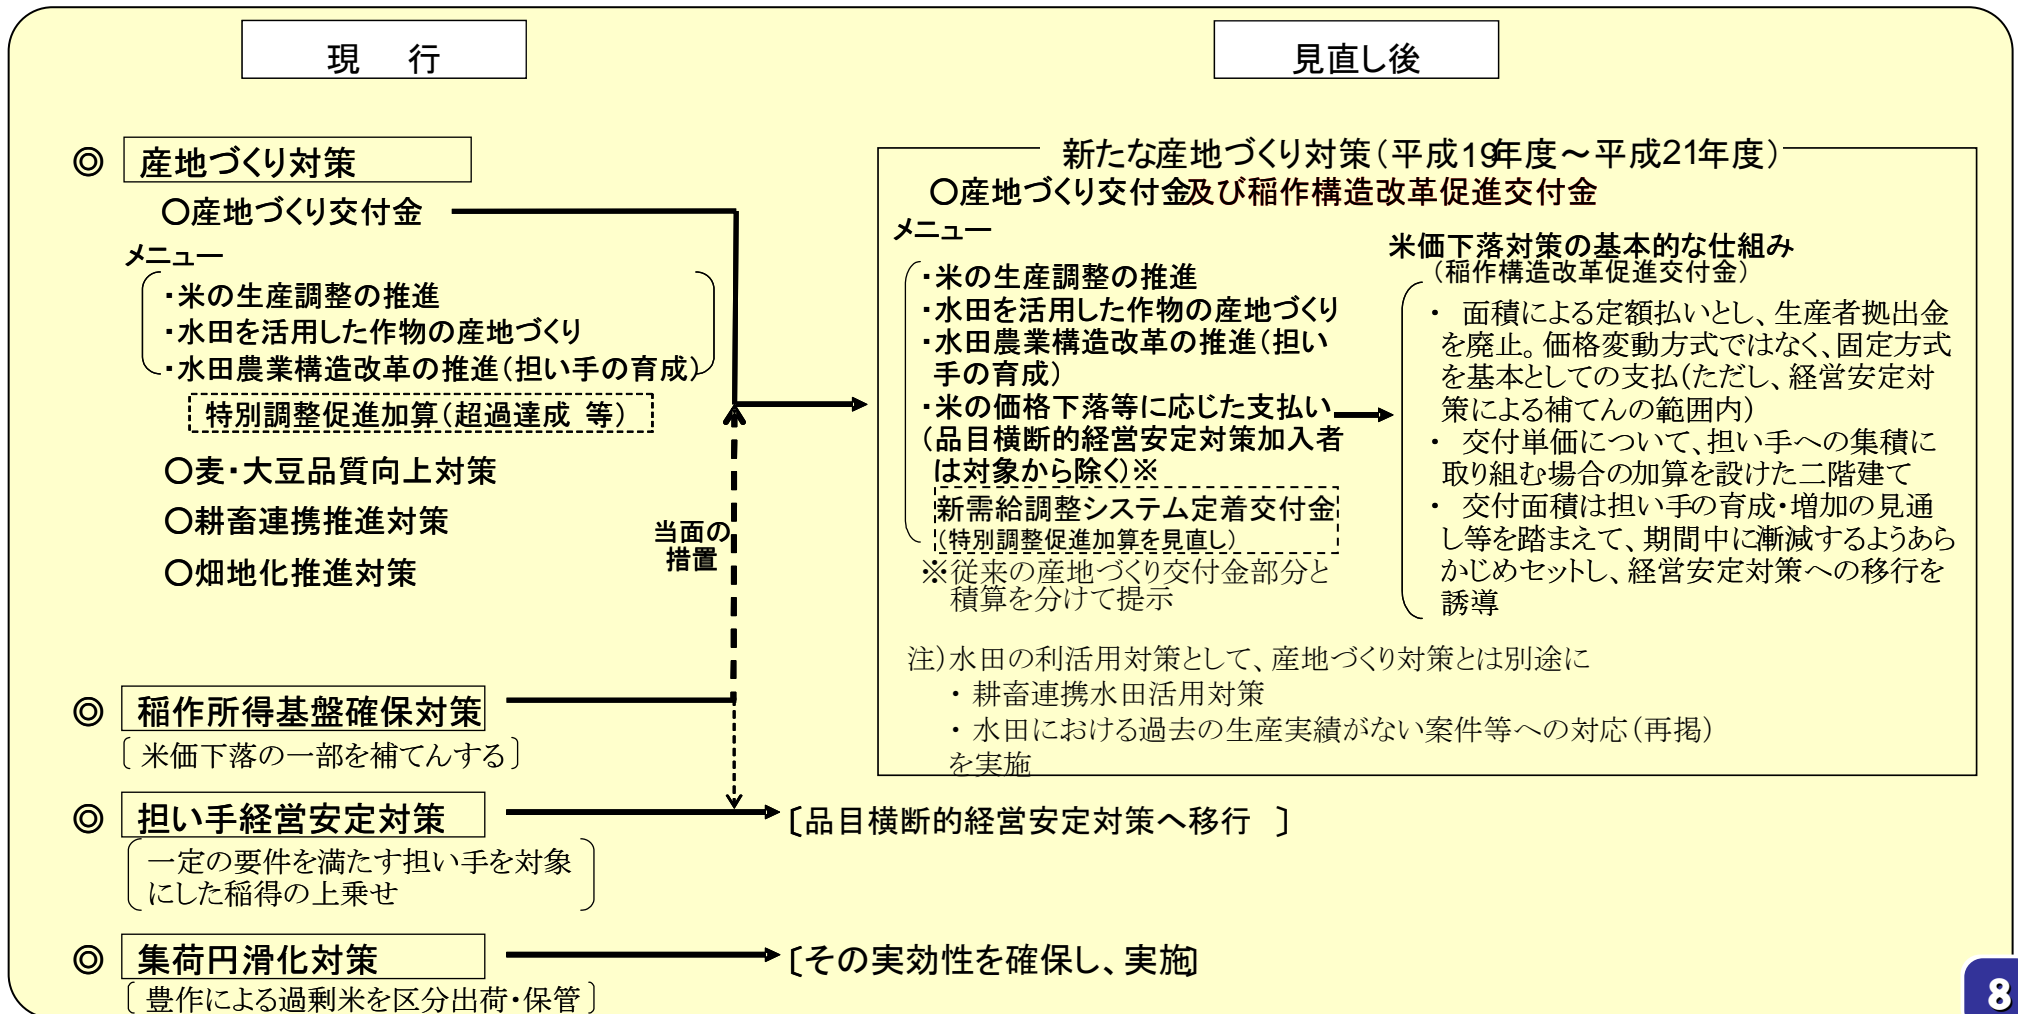 現 行
◎ 産地づくり対策
○産地づくり交付金
メニュー
・米の生産調整の推進
・水田を活用した作物の産地づくり
・水田農業構造改革の推進(担い手の育成)
特別調整促進加算(超過達成 等)
○麦・大豆品質向上対策
○耕畜連携推進対策
○畑地化推進対策
当面の
措置
◎ 稲作所得基盤確保対策
〔 米価下落の一部を補てんする 〕
◎ 担い手経営安定対策
一定の要件を満たす担い手を対象
にした稲得の上乗せ
◎ 集荷円滑化対策
〔 豊作による過剰米を区分出荷・保管 〕
見直し後
新たな産地づくり対策(平成19年度～平成21年度)
○産地づくり交付金及び稲作構造改革促進交付金
メニュー
・米の生産調整の推進
・水田を活用した作物の産地づくり
・水田農業構造改革の推進(担い
手の育成)
・米の価格下落等に応じた支払い
(品目横断的経営安定対策加入者
は対象から除く)※
新需給調整システム定着交付金
(特別調整促進加算を見直し)
※従来の産地づくり交付金部分と
積算を分けて提示
米価下落対策の基本的な仕組み
(稲作構造改革促進交付金)
・ 面積による定額払いとし、生産者拠出金
を廃止。価格変動方式ではなく、固定方式
を基本としての支払(ただし、経営安定対
策による補てんの範囲内)
・ 交付単価について、担い手への集積に
取り組む場合の加算を設けた二階建て
・ 交付面積は担い手の育成・増加の見通
し等を踏まえて、期間中に漸減するようあら
かじめセットし、経営安定対策への移行を
誘導
注)水田の利活用対策として、産地づくり対策とは別途に
・ 耕畜連携水田活用対策
・ 水田における過去の生産実績がない案件等への対応(再掲)
を実施
〔品目横断的経営安定対策へ移行 〕
〔その実効性を確保し、実施〕
8